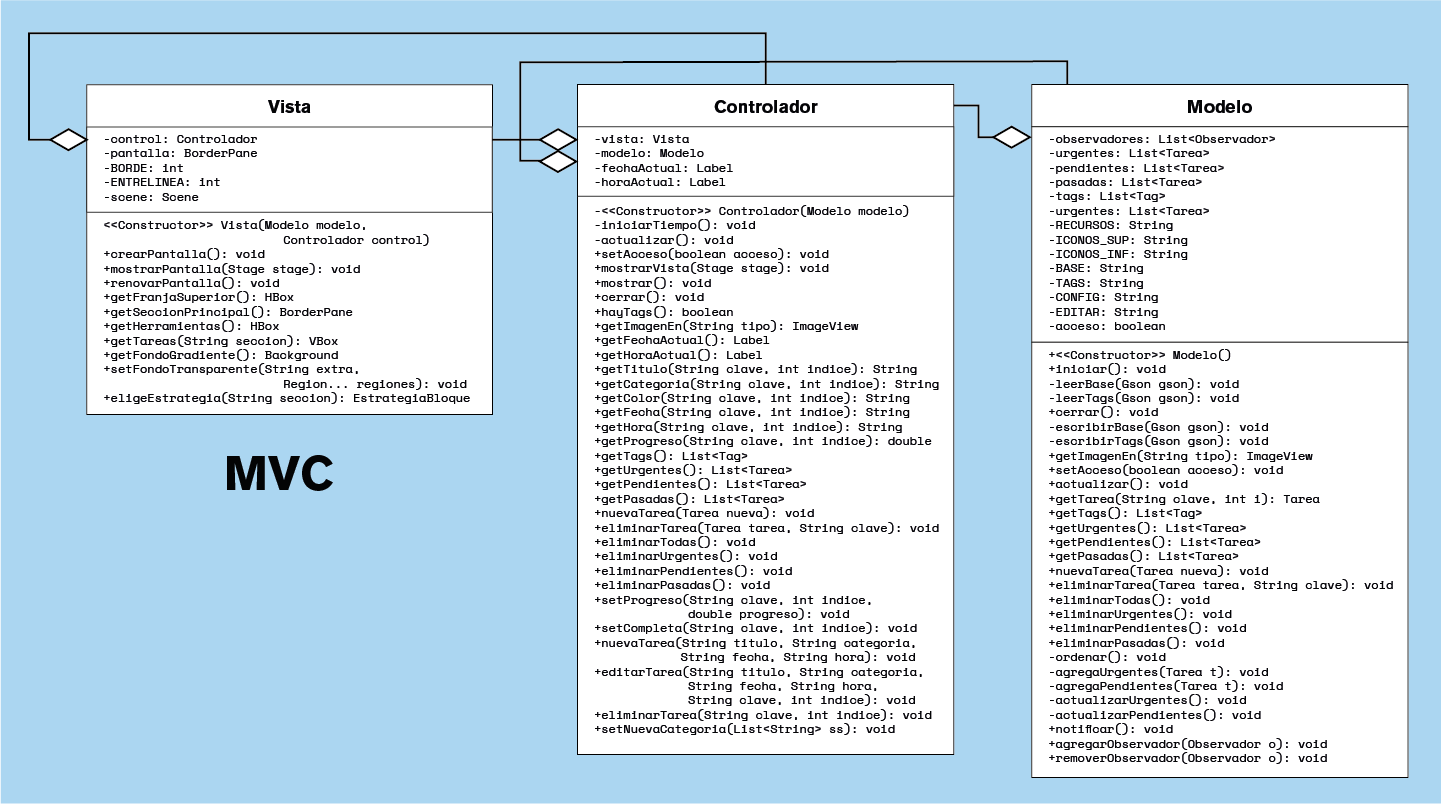 Vista
-control: Controlador
-pantalla: BorderPane
-BORDE: int
-ENTRELINEA: int
-scene: Scene
<<Constructor>> Vista(Modelo modelo,
Controlador control)
+crearPantalla(): void
+mostrarPantalla(Stage stage): void
+renovarPantalla(): void
+getFranjaSuperior(): HBox
+getSeccionPrincipal(): BorderPane
+getHerramientas(): HBox
+getTareas(String seccion): VBox
+getFondoGradiente(): Background
+setFondoTransparente(String extra,
Region... regiones): void
+eligeEstrategia(String seccion): EstrategiaBloque
MVC
Controlador
-vista: Vista
-modelo: Modelo
-fechaActual: Label
-horaActual: Label
-<<Constructor>> Controlador(Modelo modelo)
-iniciarTiempo(): void
-actualizar(): void
+setAcceso(boolean acceso): void
+mostrarVista(Stage stage): void
+mostrar(): void
+cerrar(): void
+hayTags(): boolean
+getImagenEn(String tipo): ImageView
+getFechaActual(): Label
+getHoraActual(): Label
+getTitulo(String clave, int indice): String
+getCategoria(String clave, int indice): String
+getColor(String clave, int indice): String
+getFecha(String clave, int indice): String
+getHora(String clave, int indice): String
+getProgreso(String clave, int indice): double
+getTags(): List<Tag>
+getUrgentes(): List<Tarea>
+getPendientes(): List<Tarea>
+getPasadas(): List<Tarea>
+nuevaTarea(Tarea nueva): void
+eliminarTarea(Tarea tarea, String clave): void
+eliminarTodas(): void
+eliminarUrgentes(): void
+eliminarPendientes(): void
+eliminarPasadas(): void
+setProgreso(String clave, int indice,
double progreso): void
+setCompleta(String clave, int indice): void
+nuevaTarea(String titulo, String categoria,
String fecha, String hora): void
+editarTarea(String titulo, String categoria,
String fecha, String hora,
String clave, int indice): void
+eliminarTarea(String clave, int indice): void
+setNuevaCategoria(List<String> ss): void
Modelo
-observadores: List<Observador>
-urgentes: List<Tarea>
-pendientes: List<Tarea>
-pasadas: List<Tarea>
-tags: List<Tag>
-urgentes: List<Tarea>
-RECURSOS: String
-ICONOS_SUP: String
-ICONOS_INF: String
-BASE: String
-TAGS: String
-CONFIG: String
-EDITAR: String
-acceso: boolean
+<<Constructor>> Modelo()
+iniciar(): void
-leerBase(Gson gson): void
-leerTags(Gson gson): void
+cerrar(): void
-escribirBase(Gson gson): void
-escribirTags(Gson gson): void
+getImagenEn(String tipo): ImageView
+setAcceso(boolean acceso): void
+actualizar(): void
+getTarea(String clave, int i): Tarea
+getTags(): List<Tag>
+getUrgentes(): List<Tarea>
+getPendientes(): List<Tarea>
+getPasadas(): List<Tarea>
+nuevaTarea(Tarea nueva): void
+eliminarTarea(Tarea tarea, String clave): void
+eliminarTodas(): void
+eliminarUrgentes(): void
+eliminarPendientes(): void
+eliminarPasadas(): void
-ordenar(): void
-agregaUrgentes(Tarea t): void
-agregaPendientes(Tarea t): void
-actualizarUrgentes(): void
-actualizarPendientes(): void
+notificar(): void
+agregarObservador(Observador o): void
+removerObservador(Observador o): void